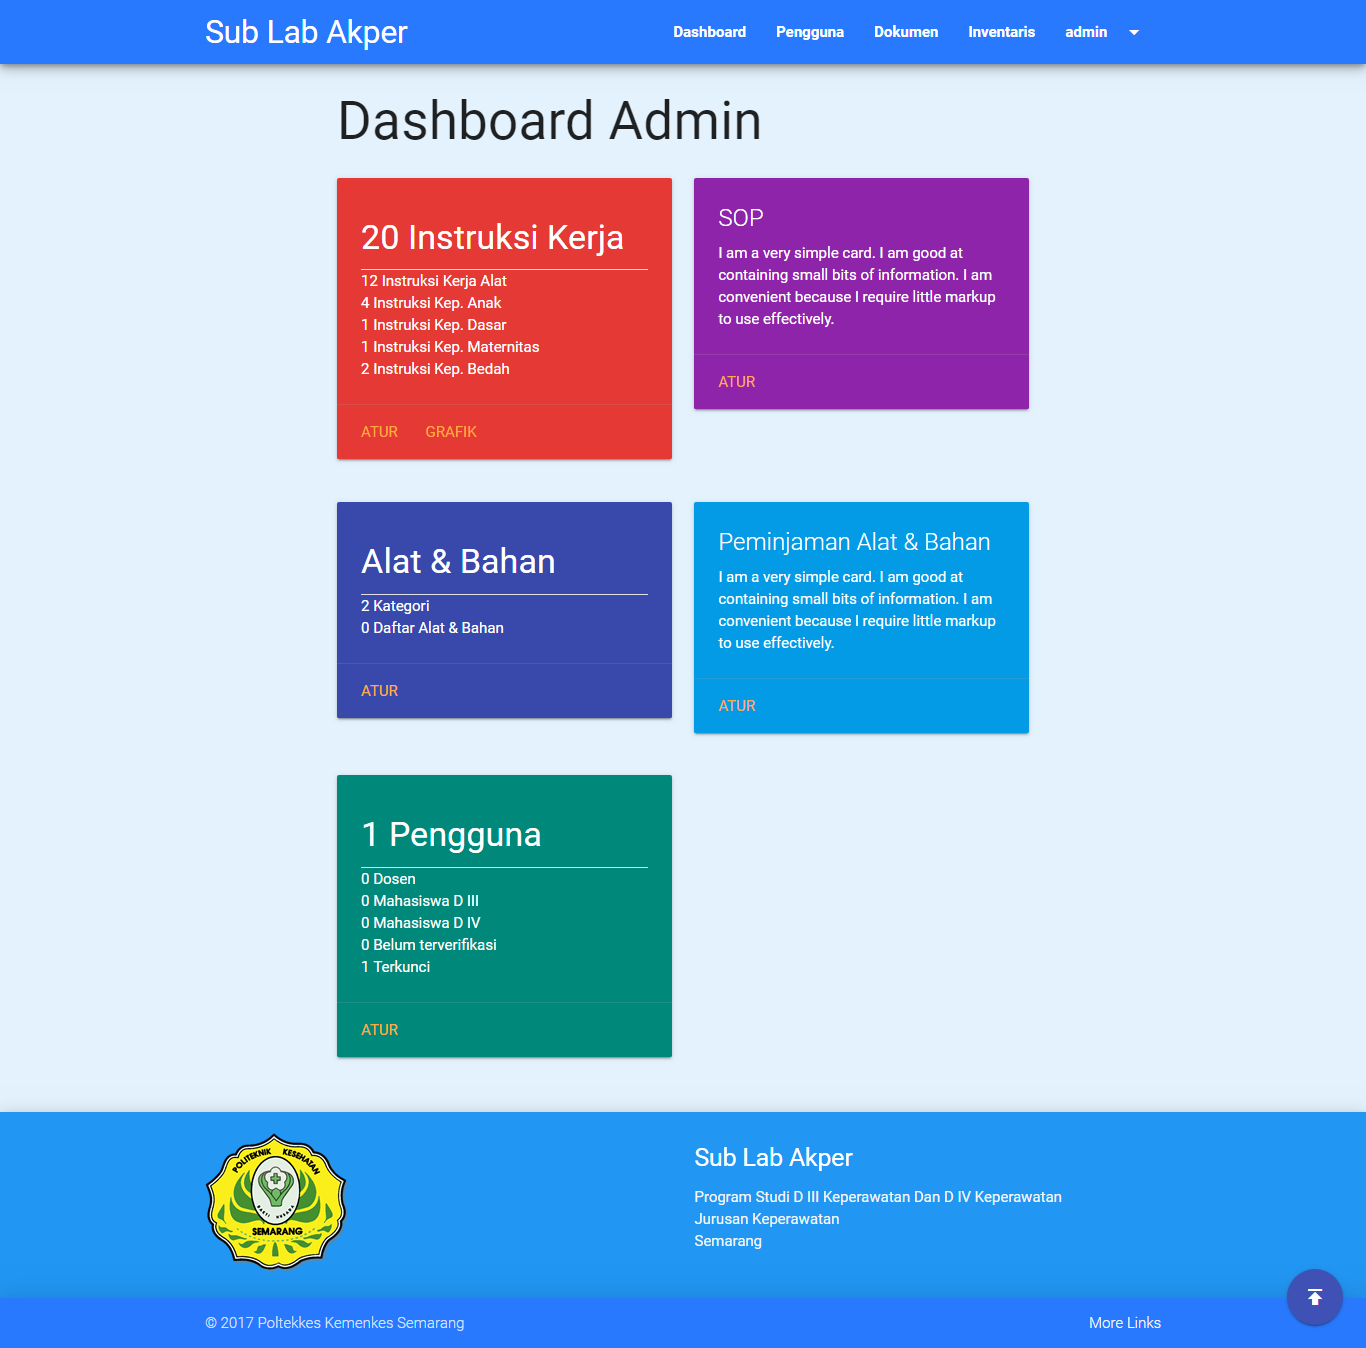 Sub Lab Akper
Dashboard
Pengguna
Dokumen
Inventaris
admin
Dashboard Admin
20 Instruksi Kerja
12 Instruksi Kerja Alat
4 Instruksi Kep. Anak
1 Instruksi Kep. Dasar
1 Instruksi Kep. Maternitas
2 Instruksi Kep. Bedah
ATUR
GRAFIK
SOP
I am a very simple card. I am good at
containing small bits of information. I am
convenient because I require little markup
to use effectively.
ATUR
Alat & Bahan
2 Kategori
0 Daftar Alat & Bahan
ATUR
Peminjaman Alat & Bahan
I am a very simple card. I am good at
containing small bits of information. I am
convenient because I require little markup
to use effectively.
ATUR
1 Pengguna
0 Dosen
0 Mahasiswa D III
0 Mahasiswa D IV
0 Belum terverifikasi
1 Terkunci
ATUR
POLITEKNIK KESEHATAN
SEMARANG
Sub Lab Akper
Program Studi D III Keperawatan Dan D IV Keperawatan
Jurusan Keperawatan
Semarang
© 2017 Poltekkes Kemenkes Semarang
More Links